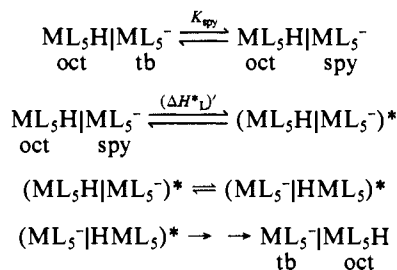 K_spy
ML₅H|ML₅⁻ ⇌ ML₅H|ML₅⁻
oct tb oct spy
(ΔH*_L)′
ML₅H|ML₅⁻ ⇌ (ML₅H|ML₅⁻)*
oct spy
(ML₅H|ML₅⁻)* ⇌ (ML₅⁻|HML₅)*
(ML₅⁻|HML₅)* → → ML₅⁻|ML₅H
tb oct